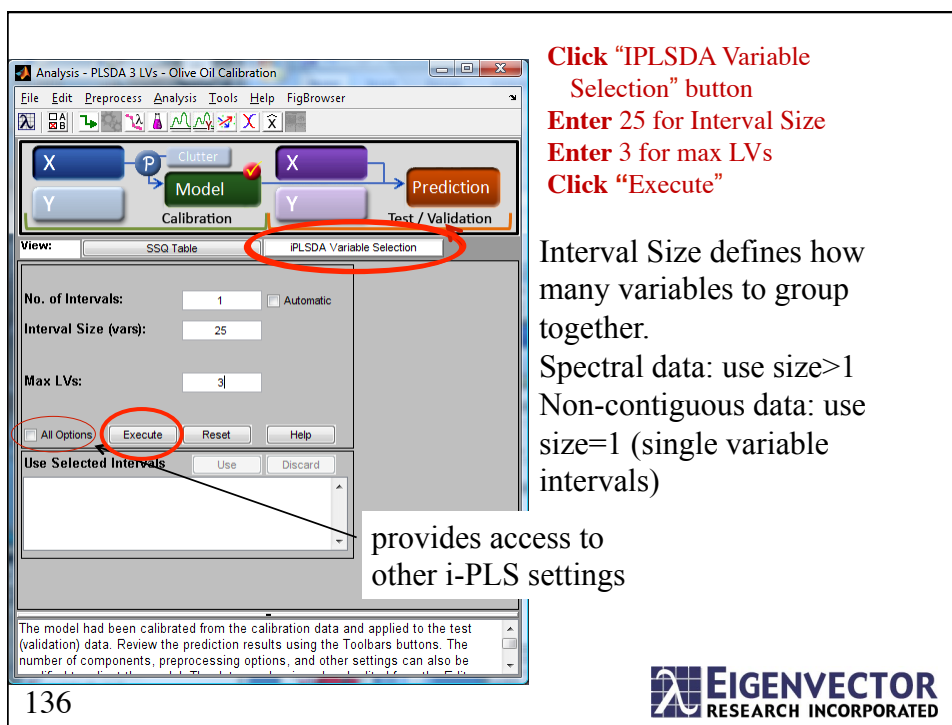 Analysis - PLSDA 3 LVs - Olive Oil Calibration
File Edit Preprocess Analysis Tools Help FigBrowser
X
P
Clutter
Model
Y
Calibration
X
Y
Prediction
Test / Validation
View:
SSQ Table
iPLSDA Variable Selection
No. of Intervals:
1
Automatic
Interval Size (vars):
25
Max LVs:
3
All Options
Execute
Reset
Help
Use Selected Intervals
Use
Discard
The model had been calibrated from the calibration data and applied to the test
(validation) data. Review the prediction results using the Toolbars buttons. The
number of components, preprocessing options, and other settings can also be
Click “IPLSDA Variable
Selection” button
Enter 25 for Interval Size
Enter 3 for max LVs
Click “Execute”
Interval Size defines how
many variables to group
together.
Spectral data: use size>1
Non-contiguous data: use
size=1 (single variable
intervals)
provides access to
other i-PLS settings
136
EIGENVECTOR
RESEARCH INCORPORATED